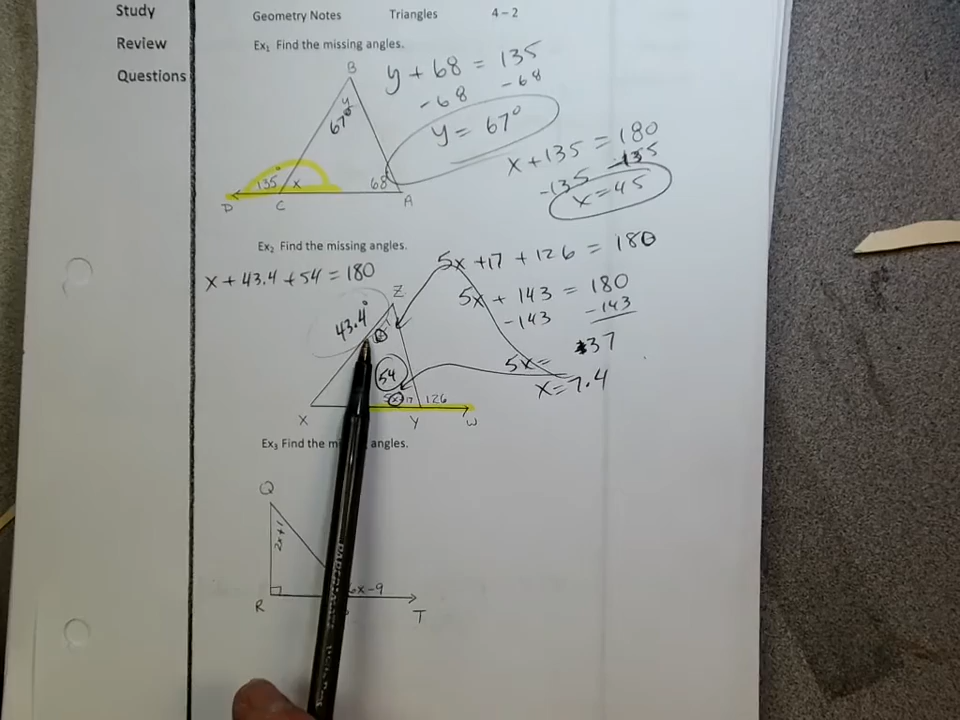 Study
Review
Questions
Geometry Notes Triangles 4 – 2
Ex1 Find the missing angles.
B
y
67°
135 x 68
D C A
y + 68 = 135
-68 -68
y = 67°
x + 135 = 180
-135 -135
x = 45
Ex2 Find the missing angles.
x + 43.4 + 54 = 180
Z
43.4°
54
5x+17 126
X Y W
5x + 17 + 126 = 180
5x + 143 = 180
-143 -143
5x = 37
x = 7.4
Ex3 Find the missing angles.
Q
2x+1
6x-9
R T